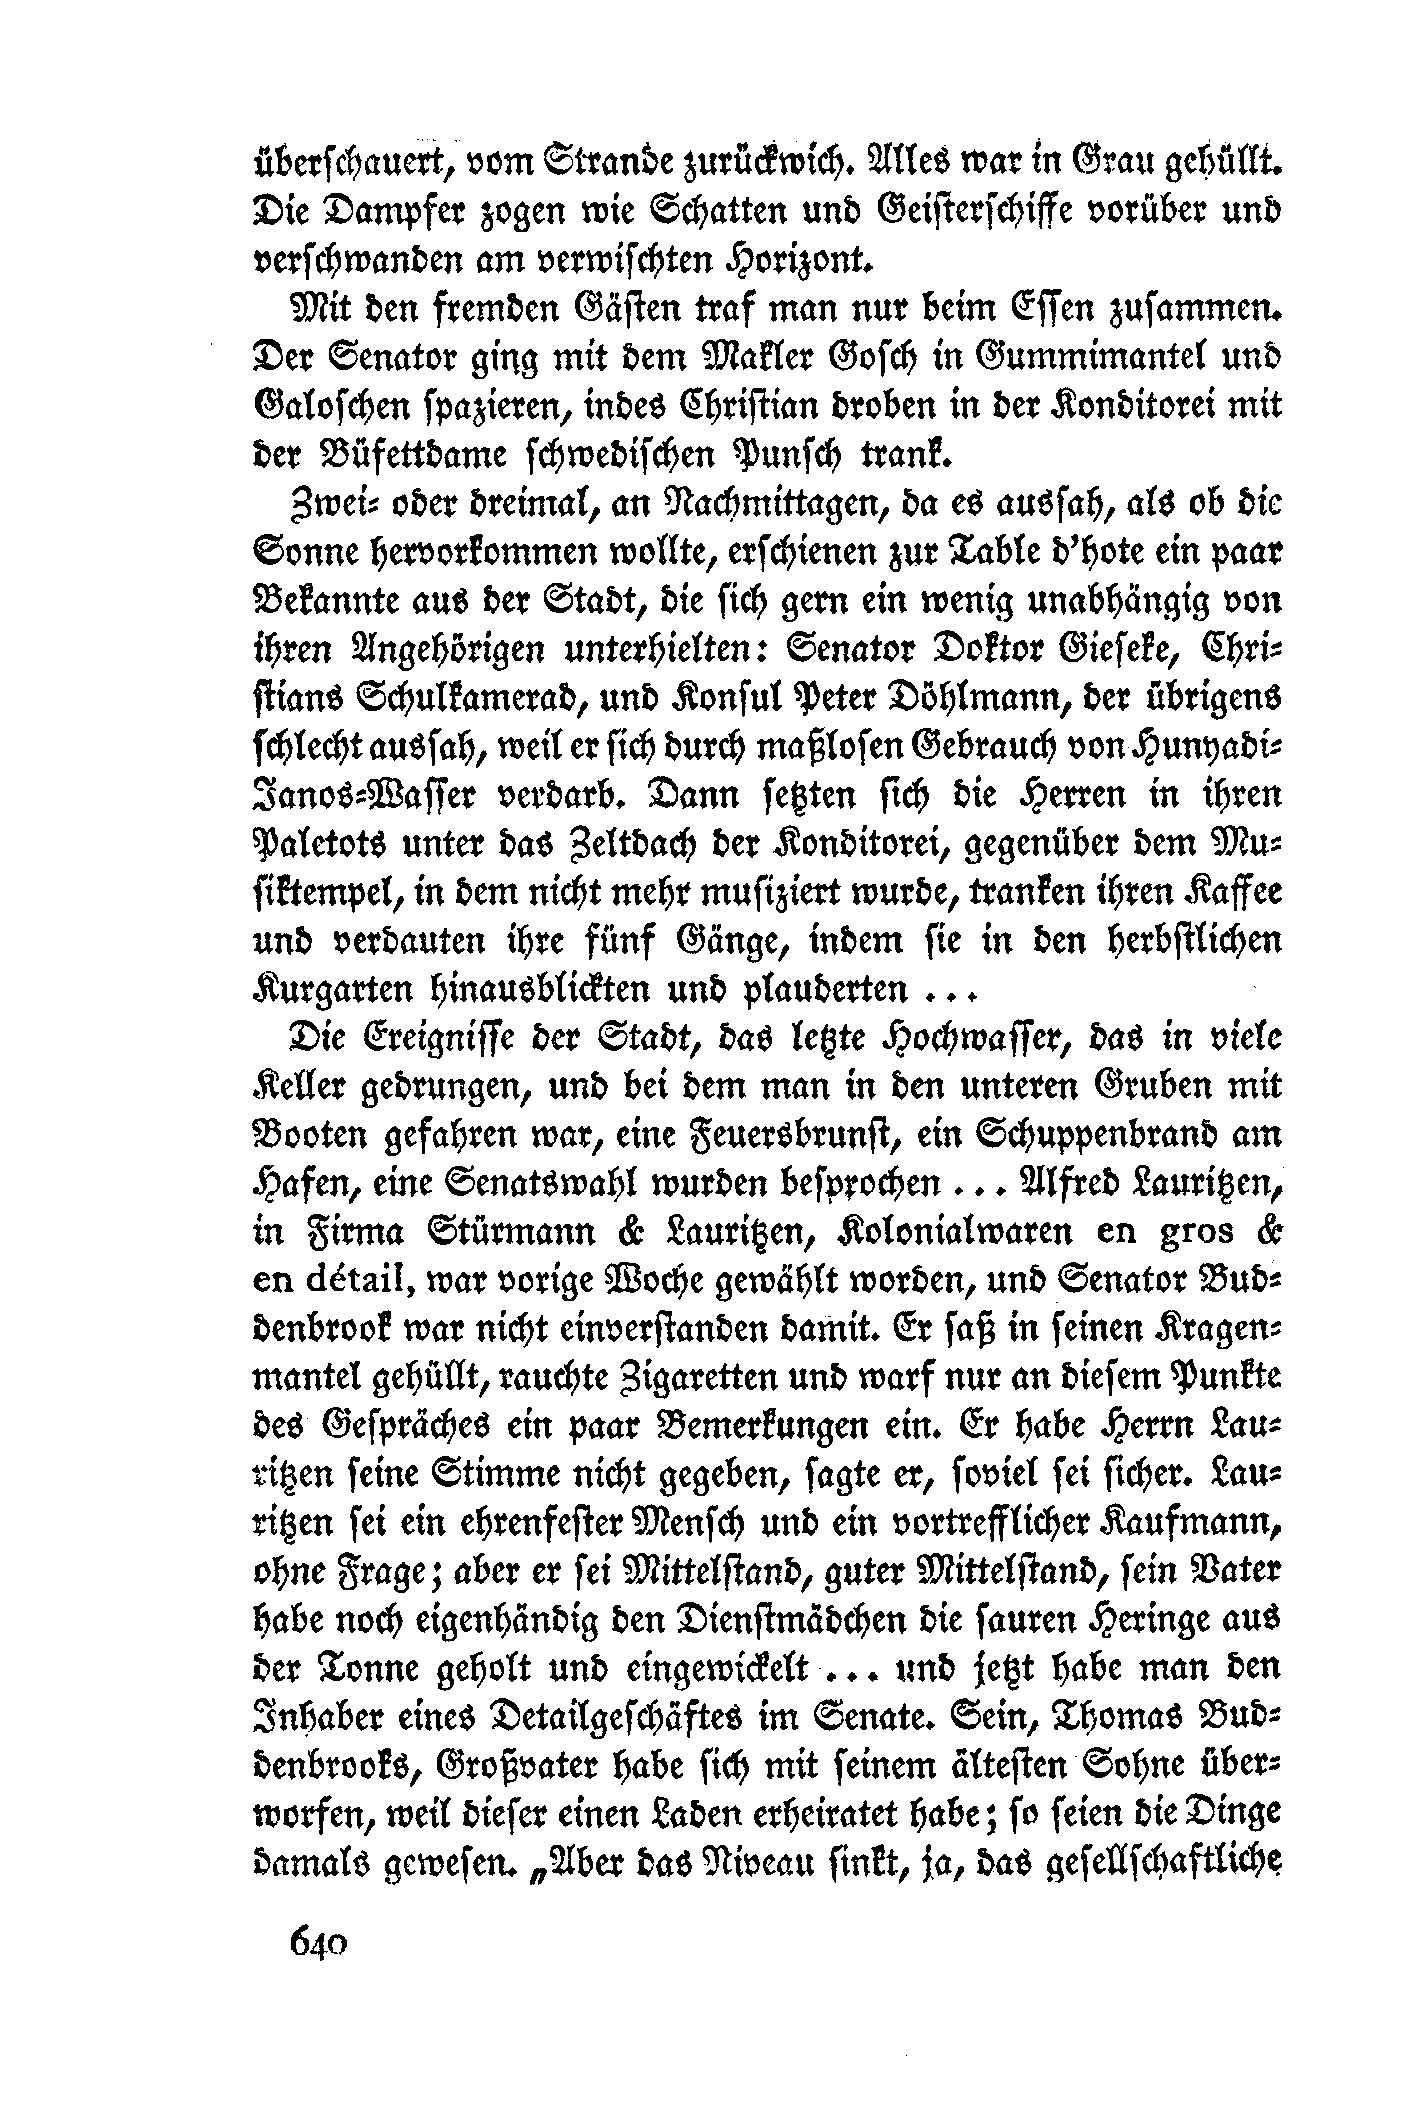 überschauert, vom Strande zurückwich. Alles war in Grau gehüllt.
Die Dampfer zogen wie Schatten und Geisterschiffe vorüber und
verschwanden am verwischten Horizont.
Mit den fremden Gästen traf man nur beim Essen zusammen.
Der Senator ging mit dem Makler Gosch in Gummimantel und
Galoschen spazieren, indes Christian droben in der Konditorei mit
der Büfettdame schwedischen Punsch trank.
Zwei- oder dreimal, an Nachmittagen, da es aussah, als ob die
Sonne hervorkommen wollte, erschienen zur Table d'hote ein paar
Bekannte aus der Stadt, die sich gern ein wenig unabhängig von
ihren Angehörigen unterhielten: Senator Doktor Gieseke, Chri-
stians Schulkamerad, und Konsul Peter Döhlmann, der übrigens
schlecht aussah, weil er sich durch maßlosen Gebrauch von Hunyadi-
Janos-Wasser verdarb. Dann setzten sich die Herren in ihren
Paletots unter das Zeltdach der Konditorei, gegenüber dem Mu-
siktempel, in dem nicht mehr musiziert wurde, tranken ihren Kaffee
und verdauten ihre fünf Gänge, indem sie in den herbstlichen
Kurgarten hinausblickten und plauderten ...
Die Ereignisse der Stadt, das letzte Hochwasser, das in viele
Keller gedrungen, und bei dem man in den unteren Gruben mit
Booten gefahren war, eine Feuersbrunst, ein Schuppenbrand am
Hafen, eine Senatswahl wurden besprochen ... Alfred Lauritzen,
in Firma Stürmann & Lauritzen, Kolonialwaren en gros &
en détail, war vorige Woche gewählt worden, und Senator Bud-
denbrook war nicht einverstanden damit. Er saß in seinen Kragen-
mantel gehüllt, rauchte Zigaretten und warf nur an diesem Punkte
des Gespräches ein paar Bemerkungen ein. Er habe Herrn Lau-
ritzen seine Stimme nicht gegeben, sagte er, soviel sei sicher. Lau-
ritzen sei ein ehrenfester Mensch und ein vortrefflicher Kaufmann,
ohne Frage; aber er sei Mittelstand, guter Mittelstand, sein Vater
habe noch eigenhändig den Dienstmädchen die sauren Heringe aus
der Tonne geholt und eingewickelt ... und jetzt habe man den
Inhaber eines Detailgeschäftes im Senate. Sein, Thomas Bud-
denbrooks, Großvater habe sich mit seinem ältesten Sohne über-
worfen, weil dieser einen Laden erheiratet habe; so seien die Dinge
damals gewesen. „Aber das Niveau sinkt, ja, das gesellschaftliche
640